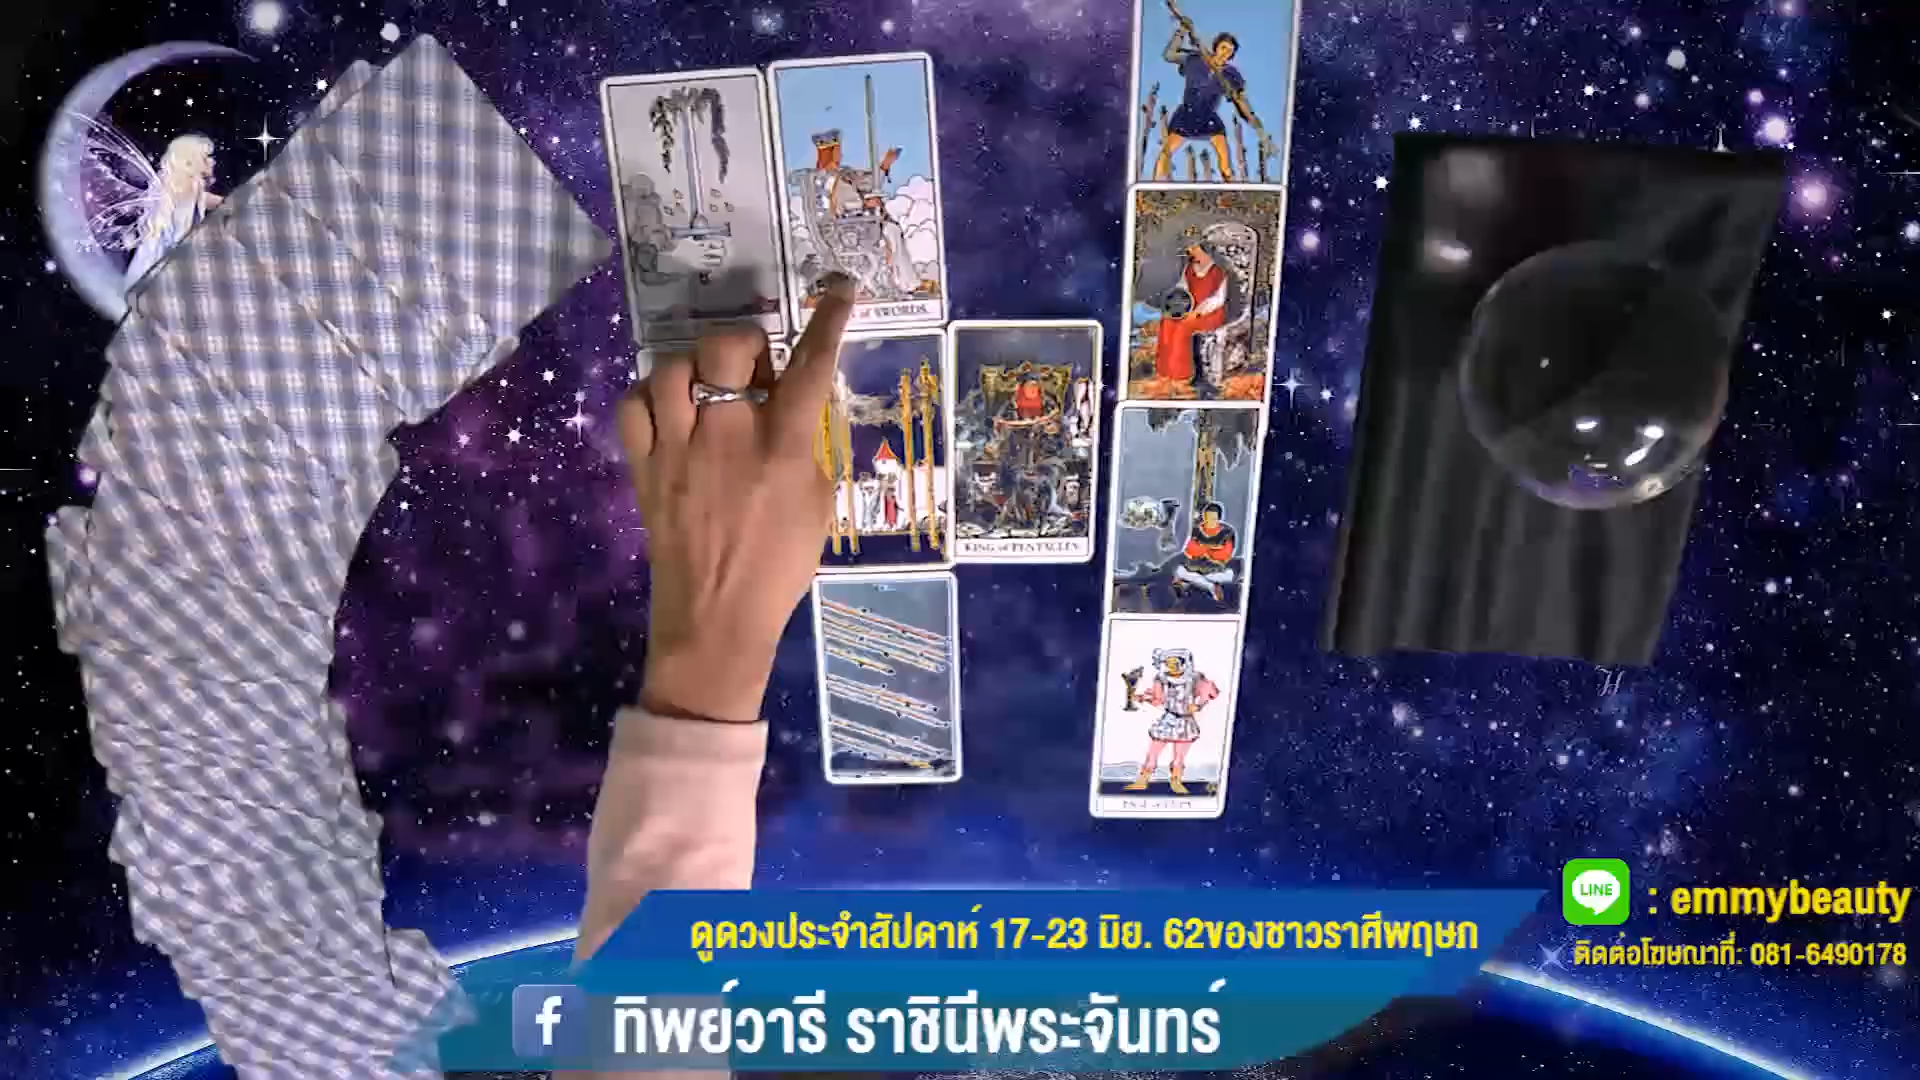 of SWORDS.
KING of PENTACLES.
LINE
: emmybeauty
ดูดวงประจำสัปดาห์ 17-23 มิย. 62ของชาวราศีพฤษภ
ติดต่อโฆษณาที่: 081-6490178
f ทิพย์วารี ราชินีพระจันทร์